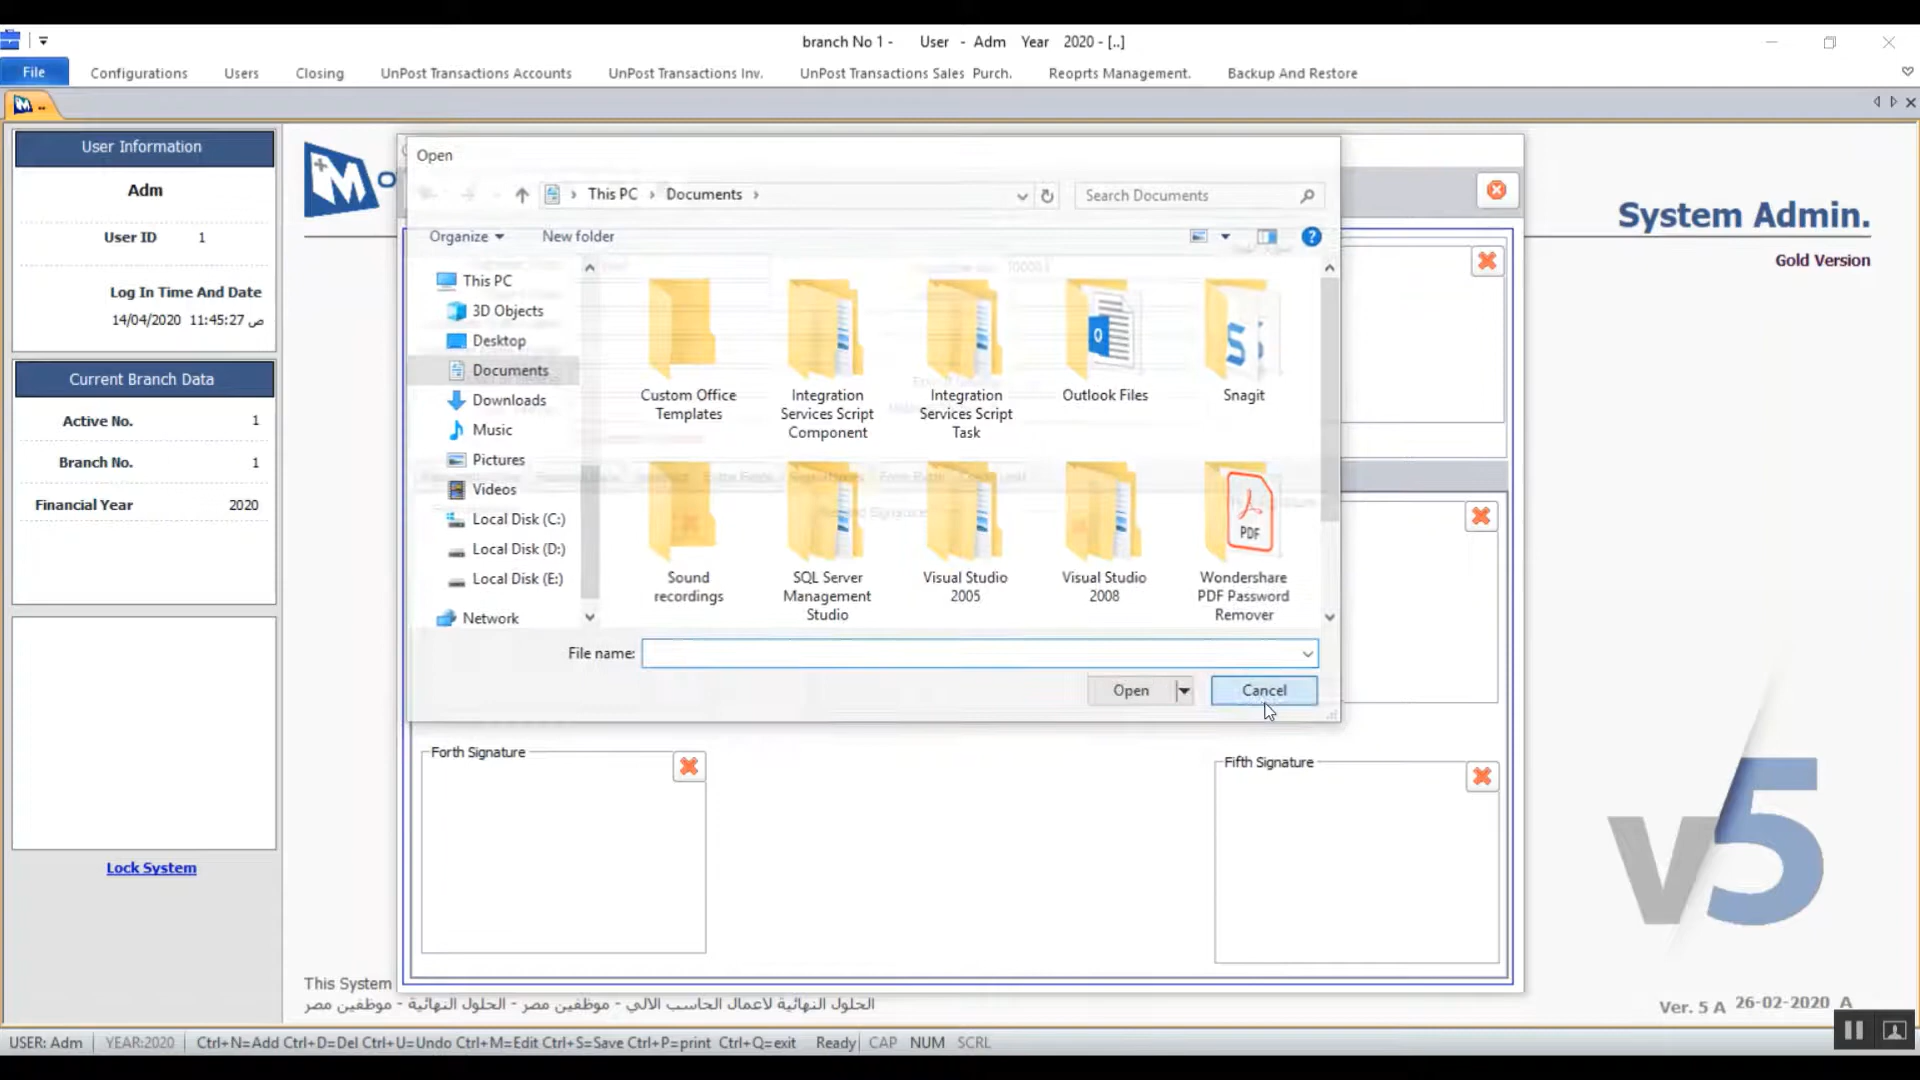 branch No 1 - User - Adm Year 2020 - [..]
File Configurations Users Closing UnPost Transactions Accounts UnPost Transactions Inv. UnPost Transactions Sales Purch. Reoprts Management. Backup And Restore
..
User Information
Adm
User ID 1
Log In Time And Date
14/04/2020 11:45:27 ص
Current Branch Data
Active No. 1
Branch No. 1
Financial Year 2020
Lock System
System Admin.
Gold Version
Open
This PC > Documents >
Search Documents
Organize New folder
This PC
3D Objects
Desktop
Documents
Downloads
Music
Pictures
Videos
Local Disk (C:)
Local Disk (D:)
Local Disk (E:)
Network
Custom Office Templates
Integration Services Script Component
Integration Services Script Task
Outlook Files
Snagit
Sound recordings
SQL Server Management Studio
Visual Studio 2005
Visual Studio 2008
PDF
Wondershare PDF Password Remover
File name:
Open Cancel
Forth Signature
Fifth Signature
v5
This System
الحلول النهائية لاعمال الحاسب الالي - موظفين مصر - الحلول النهائية - موظفين مصر
Ver. 5 A 26-02-2020 A
USER: Adm YEAR:2020 Ctrl+N=Add Ctrl+D=Del Ctrl+U=Undo Ctrl+M=Edit Ctrl+S=Save Ctrl+P=print Ctrl+Q=exit Ready CAP NUM SCRL